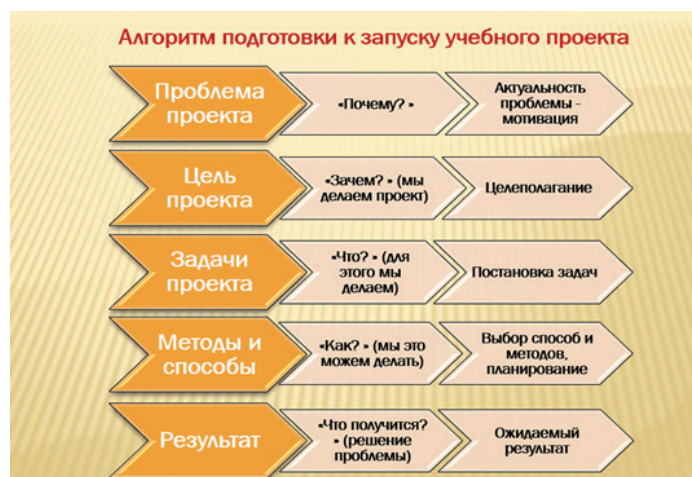 Алгоритм подготовки к запуску учебного проекта
Проблема
проекта
«Почему? »
Актуальность
проблемы -
мотивация
Цель
проекта
«Зачем? » (мы
делаем проект)
Целеполагание
Задачи
проекта
«Что? » (для
этого мы
делаем)
Постановка задач
Методы и
способы
«Как? » (мы это
можем делать)
Выбор способ и
методов,
планирование
Результат
«Что получится?
» (решение
проблемы)
Ожидаемый
результат